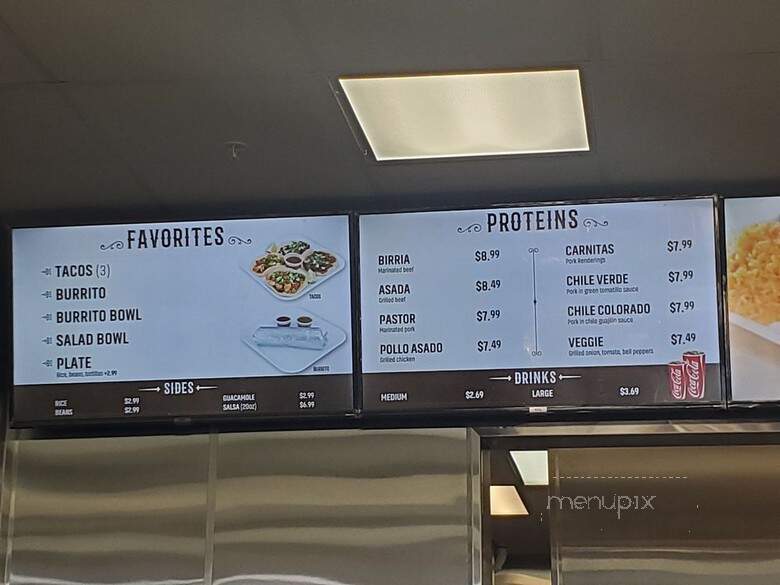 FAVORITES
TACOS (3)
BURRITO
BURRITO BOWL
SALAD BOWL
PLATE
Rice, beans, tortillas +2.99
TACOS
BURRITO
SIDES
RICE $2.99
BEANS $2.99
GUACAMOLE $2.99
SALSA (20oz) $6.99
PROTEINS
BIRRIA $8.99
Marinated beef
ASADA $8.49
Grilled beef
PASTOR $7.99
Marinated pork
POLLO ASADO $7.49
Grilled chicken
CARNITAS $7.99
Pork Renderings
CHILE VERDE $7.99
Pork in green tomatillo sauce
CHILE COLORADO $7.99
Pork in chile guajillo sauce
VEGGIE $7.49
Grilled onion, tomato, bell peppers
DRINKS
MEDIUM $2.69 LARGE $3.69
Coca-Cola Coca-Cola
menupix